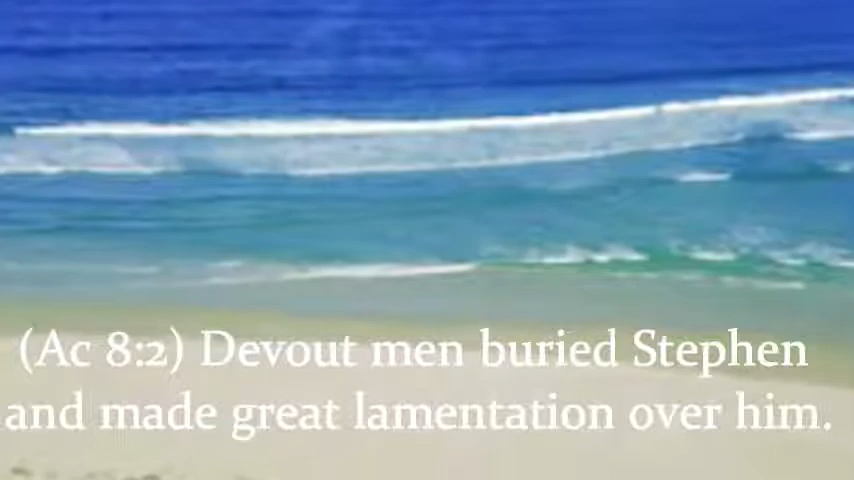 (Ac 8:2) Devout men buried Stephen
and made great lamentation over him.